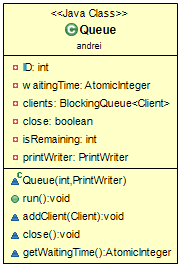 <<Java Class>>
Queue
andrei
ID: int
waitingTime: AtomicInteger
clients: BlockingQueue<Client>
close: boolean
isRemaining: int
printWriter: PrintWriter
Queue(int,PrintWriter)
run():void
addClient(Client):void
close():void
getWaitingTime():AtomicInteger